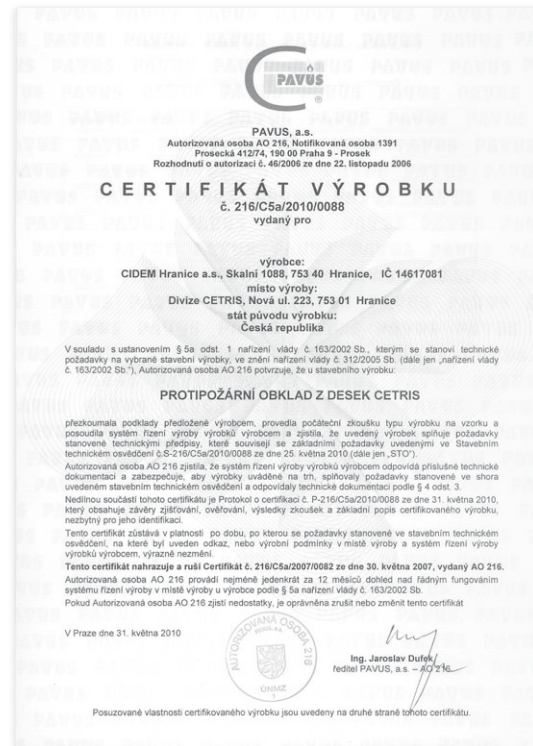 PAVUS
®
PAVUS, a.s.
Autorizovaná osoba AO 216, Notifikovaná osoba 1391
Prosecká 412/74, 190 00 Praha 9 - Prosek
Rozhodnutí o autorizaci č. 46/2006 ze dne 22. listopadu 2006
CERTIFIKÁT VÝROBKU
č. 216/C5a/2010/0088
vydaný pro
výrobce:
CIDEM Hranice a.s., Skalní 1088, 753 40 Hranice, IČ 14617081
místo výroby:
Divize CETRIS, Nová ul. 223, 753 01 Hranice
stát původu výrobku:
Česká republika
V souladu s ustanovením § 5a odst. 1 nařízení vlády č. 163/2002 Sb., kterým se stanoví technické
požadavky na vybrané stavební výrobky, ve znění nařízení vlády č. 312/2005 Sb. (dále jen „nařízení vlády
č. 163/2002 Sb."), Autorizovaná osoba AO 216 potvrzuje, že u stavebního výrobku:
PROTIPOŽÁRNÍ OBKLAD Z DESEK CETRIS
přezkoumala podklady předložené výrobcem, provedla počáteční zkoušku typu výrobku na vzorku a
posoudila systém řízení výroby výrobků výrobcem a zjistila, že uvedený výrobek splňuje požadavky
stanovené technickými předpisy, které souvisejí se základními požadavky uvedenými ve Stavebním
technickém osvědčení č.S-216/C5a/2010/0088 ze dne 25. května 2010 (dále jen „STO").
Autorizovaná osoba AO 216 zjistila, že systém řízení výroby výrobků výrobcem odpovídá příslušné technické
dokumentaci a zabezpečuje, aby výrobky uváděné na trh, splňovaly požadavky stanovené ve shora
uvedeném stavebním technickém osvědčení a odpovídaly technické dokumentaci podle § 4 odst. 3.
Nedílnou součástí tohoto certifikátu je Protokol o certifikaci č. P-216/C5a/2010/0088 ze dne 31. května 2010,
který obsahuje závěry zjišťování, ověřování, výsledky zkoušek a základní popis certifikovaného výrobku,
nezbytný pro jeho identifikaci.
Tento certifikát zůstává v platnosti po dobu, po kterou se požadavky stanovené ve stavebním technickém
osvědčení, na které byl uveden odkaz, nebo výrobní podmínky v místě výroby a systém řízení výroby
výrobků výrobcem, výrazně nezmění.
Tento certifikát nahrazuje a ruší Certifikát č. 216/C5a/2007/0082 ze dne 30. května 2007, vydaný AO 216.
Autorizovaná osoba AO 216 provádí nejméně jedenkrát za 12 měsíců dohled nad řádným fungováním
systému řízení výroby v místě výroby u výrobce podle § 5a nařízení vlády č. 163/2002 Sb.
Pokud Autorizovaná osoba AO 216 zjistí nedostatky, je oprávněna zrušit nebo změnit tento certifikát
V Praze dne 31. května 2010
AUTORIZOVANÁ OSOBA 216
PAVUS, a.s.
ÚNMZ
1
Ing. Jaroslav Dufek
ředitel PAVUS, a.s. – AO 216
Posuzované vlastnosti certifikovaného výrobku jsou uvedeny na druhé straně tohoto certifikátu.